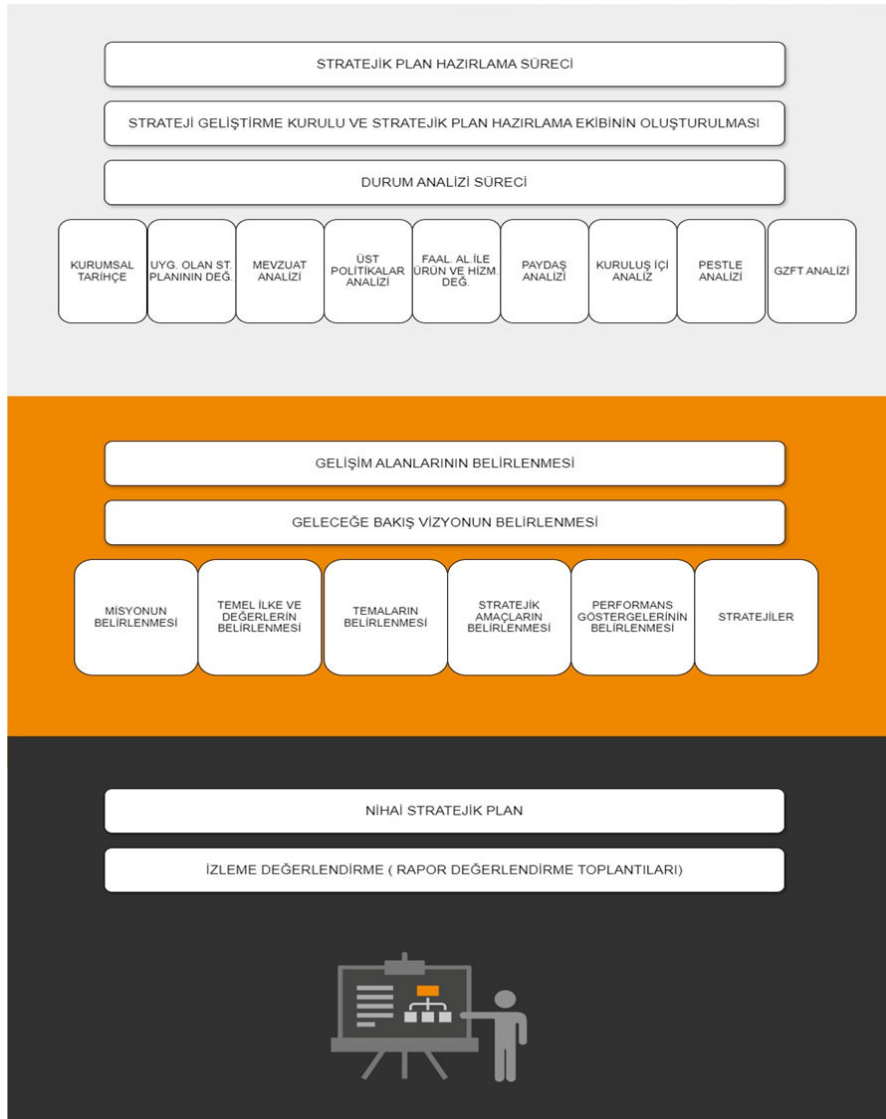 STRATEJİK PLAN HAZIRLAMA SÜRECİ
STRATEJİ GELİŞTİRME KURULU VE STRATEJİK PLAN HAZIRLAMA EKİBİNİN OLUŞTURULMASI
DURUM ANALİZİ SÜRECİ
KURUMSAL
TARİHÇE
UYG. OLAN ST.
PLANININ DEĞ.
MEVZUAT
ANALİZİ
ÜST
POLİTİKALAR
ANALİZİ
FAAL. AL.İLE
ÜRÜN VE HİZM.
DEĞ.
PAYDAŞ
ANALİZİ
KURULUŞ İÇİ
ANALİZ
PESTLE
ANALİZİ
GZFT ANALİZİ
GELİŞİM ALANLARININ BELİRLENMESİ
GELECEĞE BAKIŞ VİZYONUN BELİRLENMESİ
MİSYONUN
BELİRLENMESİ
TEMEL İLKE VE
DEĞERLERİN
BELİRLENMESİ
TEMALARIN
BELİRLENMESİ
STRATEJİK
AMAÇLARIN
BELİRLENMESİ
PERFORMANS
GÖSTERGELERİNİN
BELİRLENMESİ
STRATEJİLER
NİHAİ STRATEJİK PLAN
İZLEME DEĞERLENDİRME ( RAPOR DEĞERLENDİRME TOPLANTILARI)